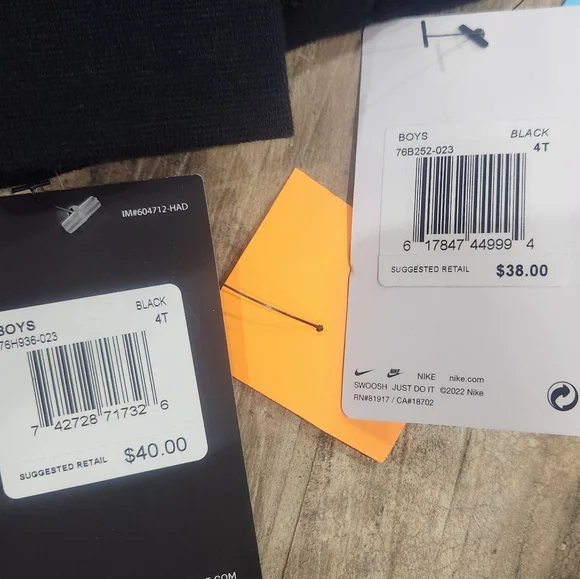 IM#604712-HAD
BOYS
BLACK
76H936-023
4T
7 42728 71732 6
SUGGESTED RETAIL $40.00
BOYS
BLACK
76B252-023
4T
6 17847 44999 4
SUGGESTED RETAIL $38.00
NIKE nike.com
SWOOSH JUST DO IT ©2022 Nike
RN#81917 / CA#18702